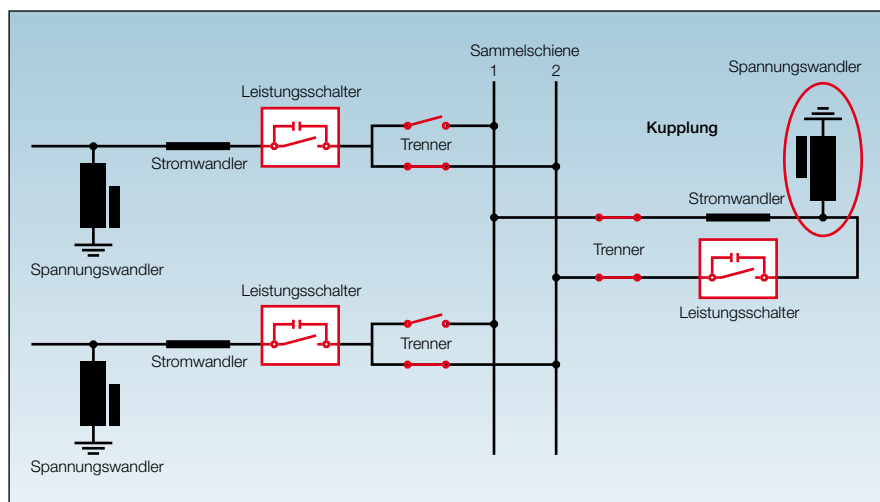 Sammelschiene
1 2
Spannungswandler
Leistungsschalter
Kupplung
Trenner
Stromwandler
Stromwandler
Trenner
Spannungswandler
Leistungsschalter
Leistungsschalter
Trenner
Stromwandler
Spannungswandler